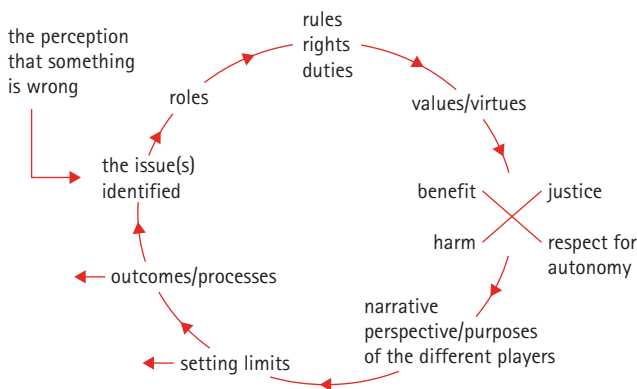 the perception
that something
is wrong
rules
rights
duties
roles
values/virtues
the issue(s)
identified
benefit
justice
harm
respect for
autonomy
outcomes/processes
narrative
perspective/purposes
of the different players
setting limits